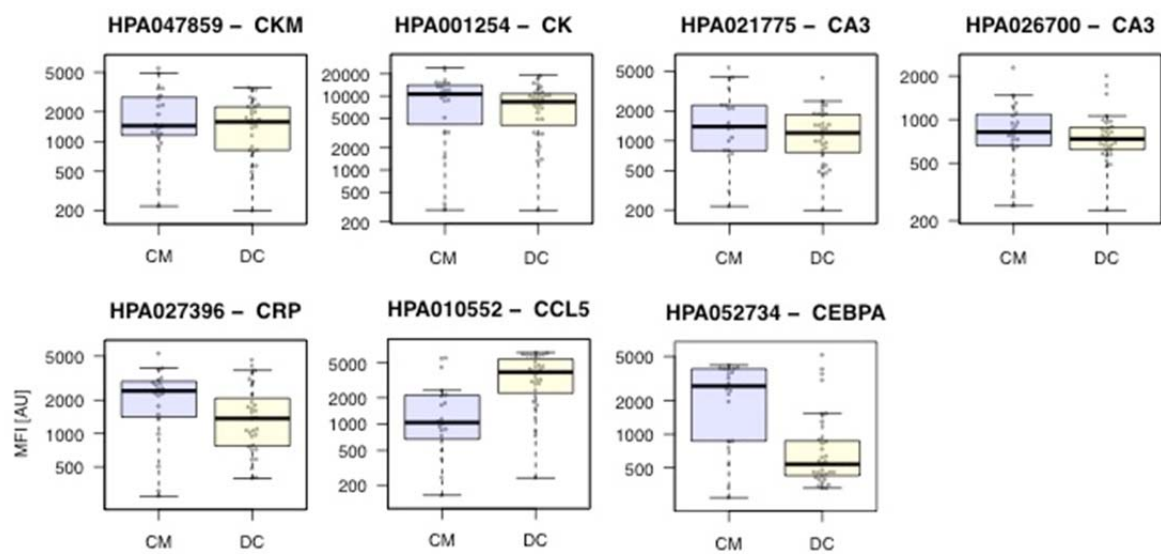 HPA047859 – CKM
HPA001254 – CK
HPA021775 – CA3
HPA026700 – CA3
5000
2000
1000
500
200
CM
DC
20000
10000
5000
2000
1000
500
200
CM
DC
5000
2000
1000
500
200
CM
DC
2000
1000
500
200
CM
DC
HPA027396 – CRP
HPA010552 – CCL5
HPA052734 – CEBPA
MFI [AU]
5000
2000
1000
500
CM
DC
5000
2000
1000
500
200
CM
DC
5000
2000
1000
500
CM
DC